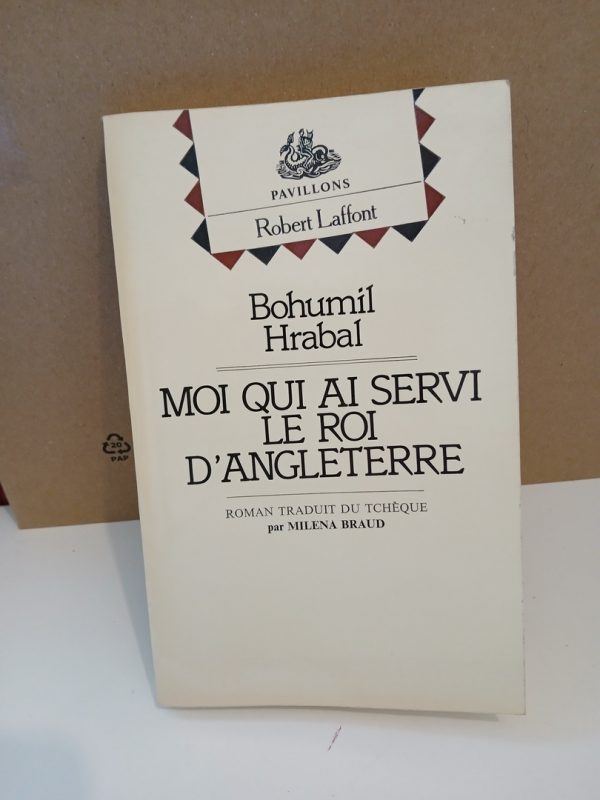 PAVILLONS
Robert Laffont
Bohumil
Hrabal
MOI QUI AI SERVI
LE ROI
D'ANGLETERRE
ROMAN TRADUIT DU TCHÈQUE
par MILENA BRAUD
20
PAP